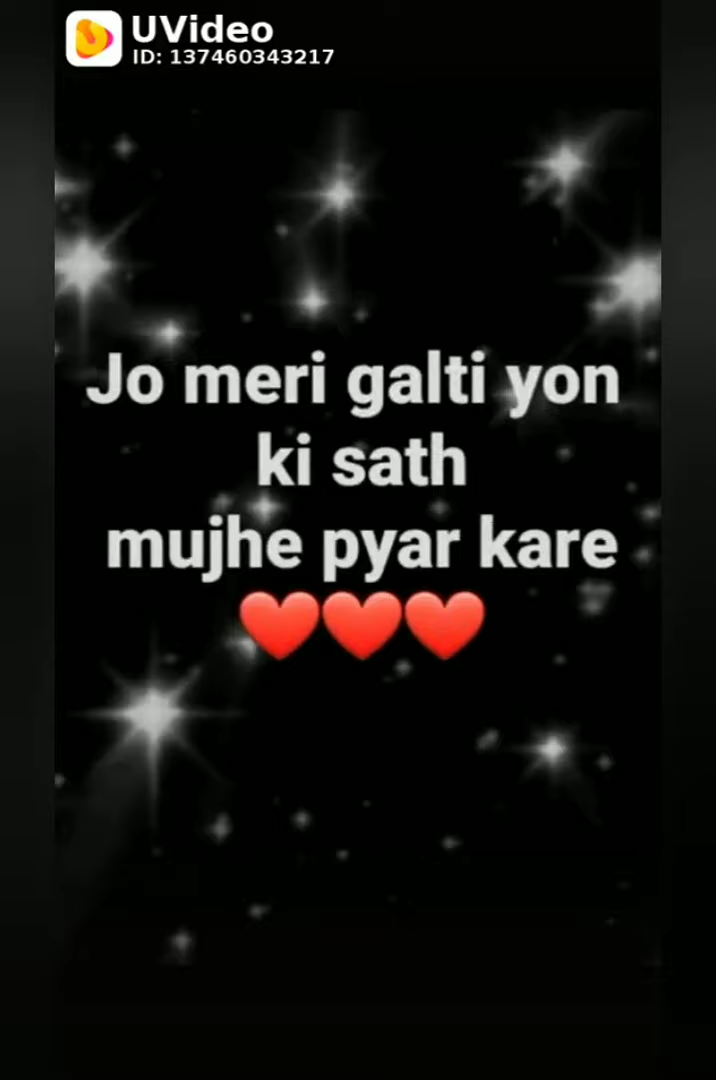 UVideo
ID: 137460343217
Jo meri galti yon
ki sath
mujhe pyar kare
❤️❤️❤️